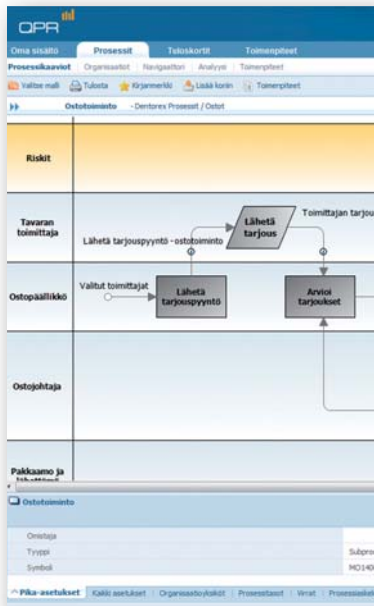 QPR
Oma sisältö Prosessit Tuloskortit Toimenpiteet
Prosessikaaviot Organisaatiot Navigaattori Analyysi Toimenpiteet
Valitse malli Tulosta Kirjanmerkki Lisää koriin Toimenpiteet
Ostotoiminto - Dentorex Prosessit / Ostot
Riskit
Tavaran
toimittaja
Lähetä
tarjous
Toimittajan tarjou
Lähetä tarjouspyyntö -ostotoiminto
Ostopäällikkö
Valitut toimittajat
Lähetä
tarjouspyyntö
Arvioi
tarjoukset
Ostojohtaja
Pakkaamo ja
lähettämö
Ostotoiminto
Omistaja
Tyyppi Subpro
Symboli
Pika-asetukset Kaikki asetukset Organisaatioyksiköt Prosessitasot Virrat Prosessiaskel